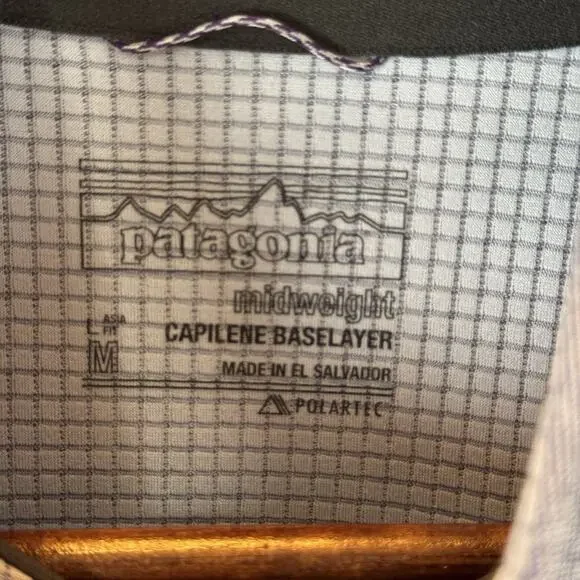 patagonia
midweight
L ASIA FIT
CAPILENE BASELAYER
M
MADE IN EL SALVADOR
POLARTEC